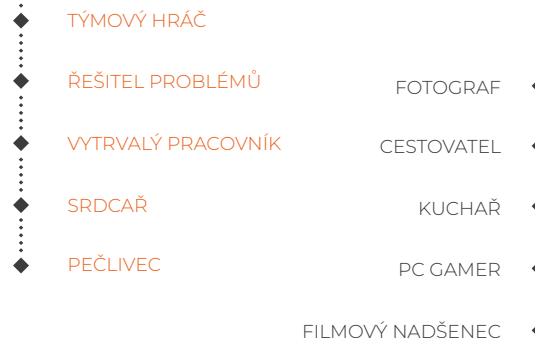 TÝMOVÝ HRÁČ
ŘEŠITEL PROBLÉMŮ
VYTRVALÝ PRACOVNÍK
SRDCAŘ
PEČLIVEC
FOTOGRAF
CESTOVATEL
KUCHAŘ
PC GAMER
FILMOVÝ NADŠENEC